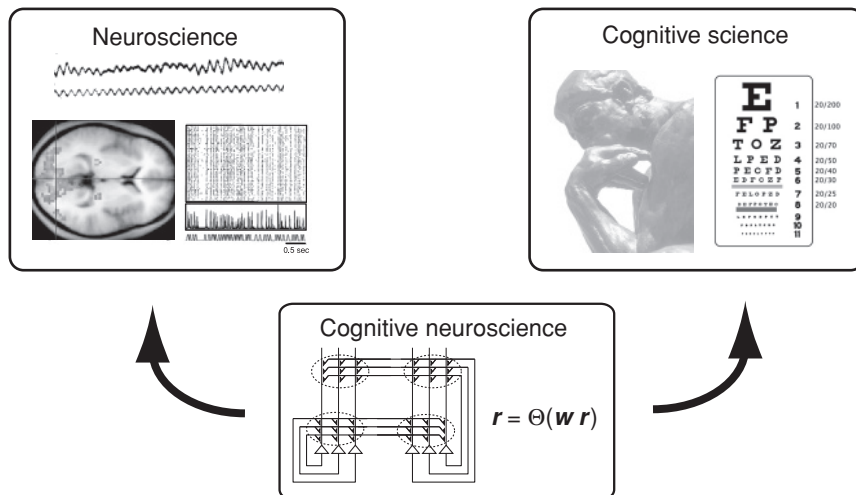 Neuroscience
0.5 sec
Cognitive science
E 1 20/200
F P 2 20/100
T O Z 3 20/70
L P E D 4 20/50
P E C F D 5 20/40
E D F C Z P 6 20/30
F E L O P Z D 7 20/25
8 20/20
9
10
11
Cognitive neuroscience
r = Θ(w r)